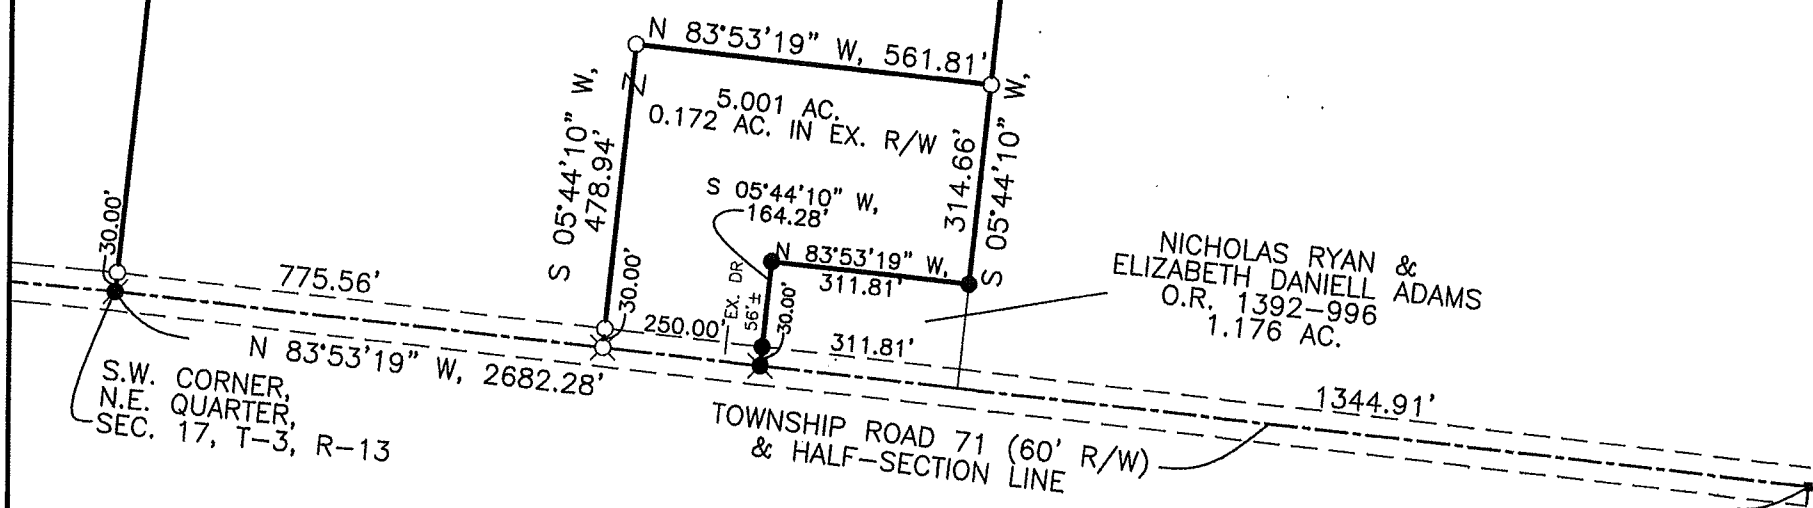 N 83°53'19" W, 561.81'
S 05°44'10" W,
478.94'
5.001 AC.
0.172 AC. IN EX. R/W
314.66'
S 05°44'10" W,
S 05°44'10" W,
164.28'
N 83°53'19" W,
311.81'
NICHOLAS RYAN &
ELIZABETH DANIELL ADAMS
O.R. 1392-996
1.176 AC.
30.00'
775.56'
30.00'
250.00'
EX. DR.
56'±
30.00'
311.81'
1344.91'
N 83°53'19" W, 2682.28'
S.W. CORNER,
N.E. QUARTER,
SEC. 17, T-3, R-13
TOWNSHIP ROAD 71 (60' R/W)
& HALF-SECTION LINE